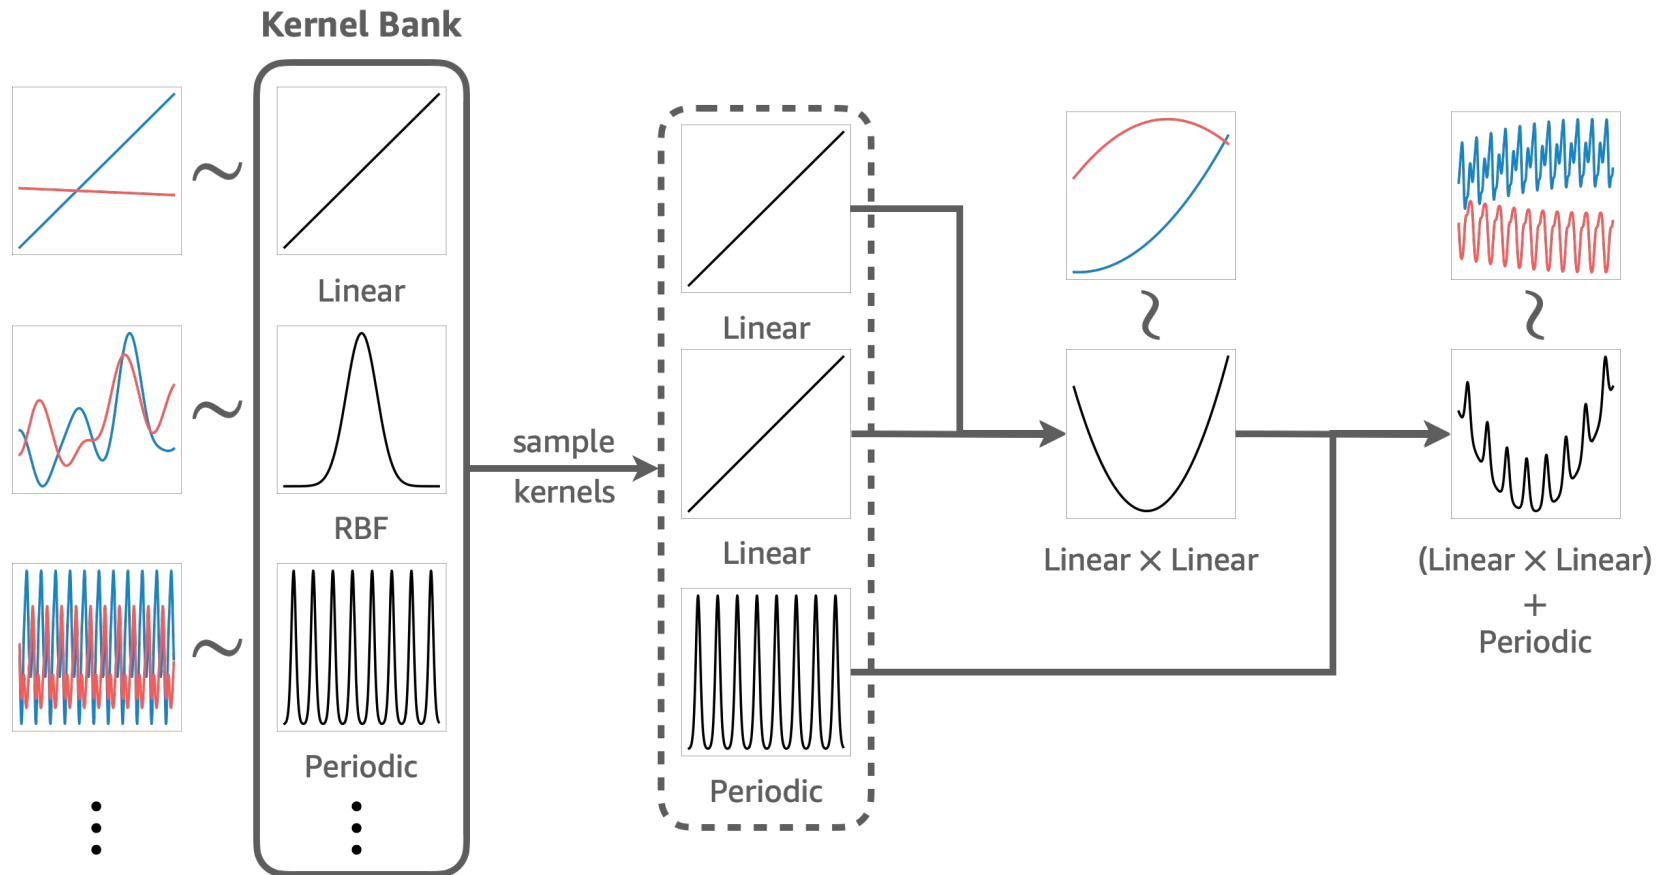 Kernel Bank
Linear
RBF
Periodic
sample
kernels
Linear
Linear
Periodic
Linear × Linear
(Linear × Linear)
+
Periodic